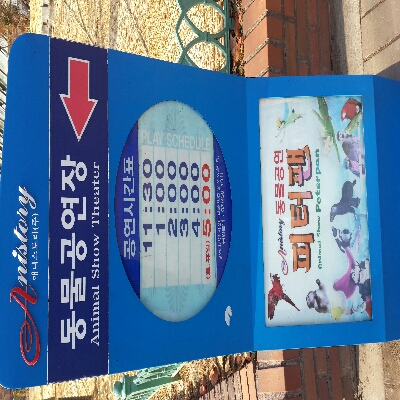 Anistory
애니스토리(주)
동물공연장
Animal Show Theater
공연시간표
PLAY SCHEDULE
11:30
1:00
2:00
3:00
4:00
5:00
Anistory 동물공연
피터팬
Animal Show Peterpan